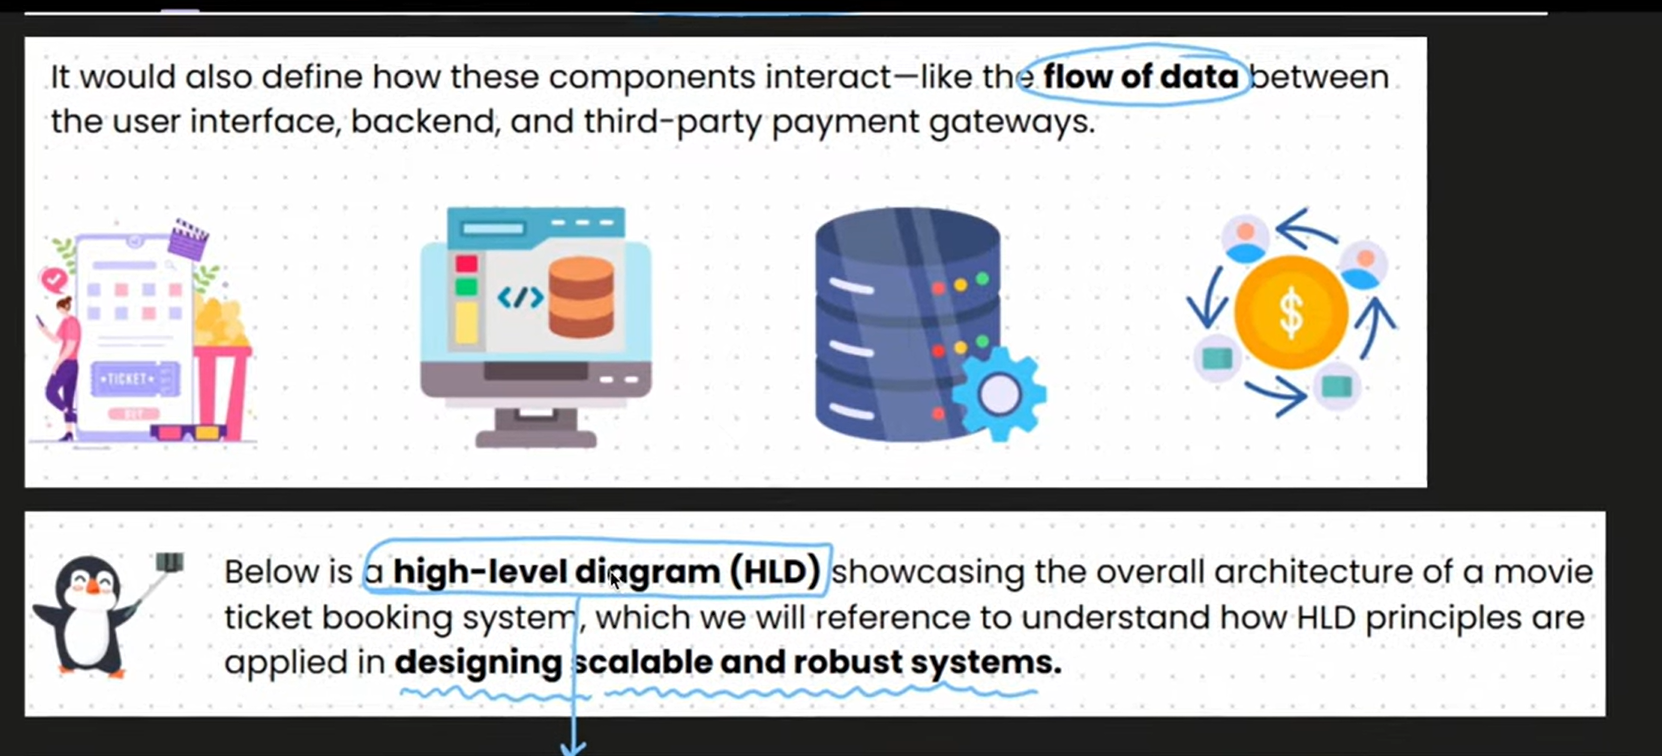 It would also define how these components interact—like the flow of data between
the user interface, backend, and third-party payment gateways.
</>
•TICKET•
BUY
$
Below is a high-level diagram (HLD) showcasing the overall architecture of a movie
ticket booking system, which we will reference to understand how HLD principles are
applied in designing scalable and robust systems.